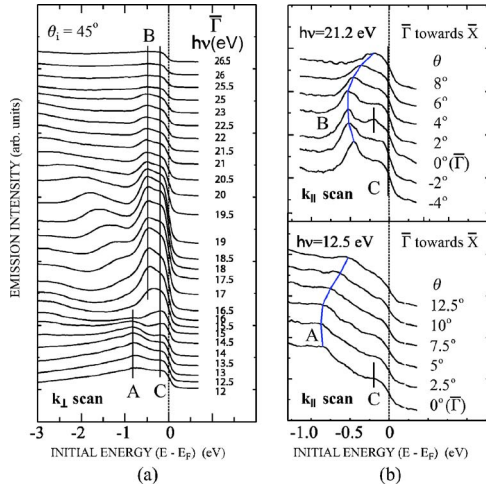 θi = 45°
B
Γ̄
hν(eV)
26.5
26
25.5
25
23
22.5
22
21.5
21
20.5
20
19.5
19
18.5
18
17
16.5
16
15.5
15
14.5
14
13.5
13
12.5
12
A
C
k⊥ scan
EMISSION INTENSITY (arb. units)
-3
-2
-1
0
1
2
INITIAL ENERGY (E - EF) (eV)
(a)
hν=21.2 eV
Γ̄ towards X̄
θ
8°
6°
4°
2°
0°(Γ̄)
-2°
-4°
B
C
k|| scan
hν=12.5 eV
Γ̄ towards X̄
θ
12.5°
10°
7.5°
5°
2.5°
0°(Γ̄)
A
C
k|| scan
-1.0
-0.5
0
INITIAL ENERGY (E - EF) (eV)
(b)